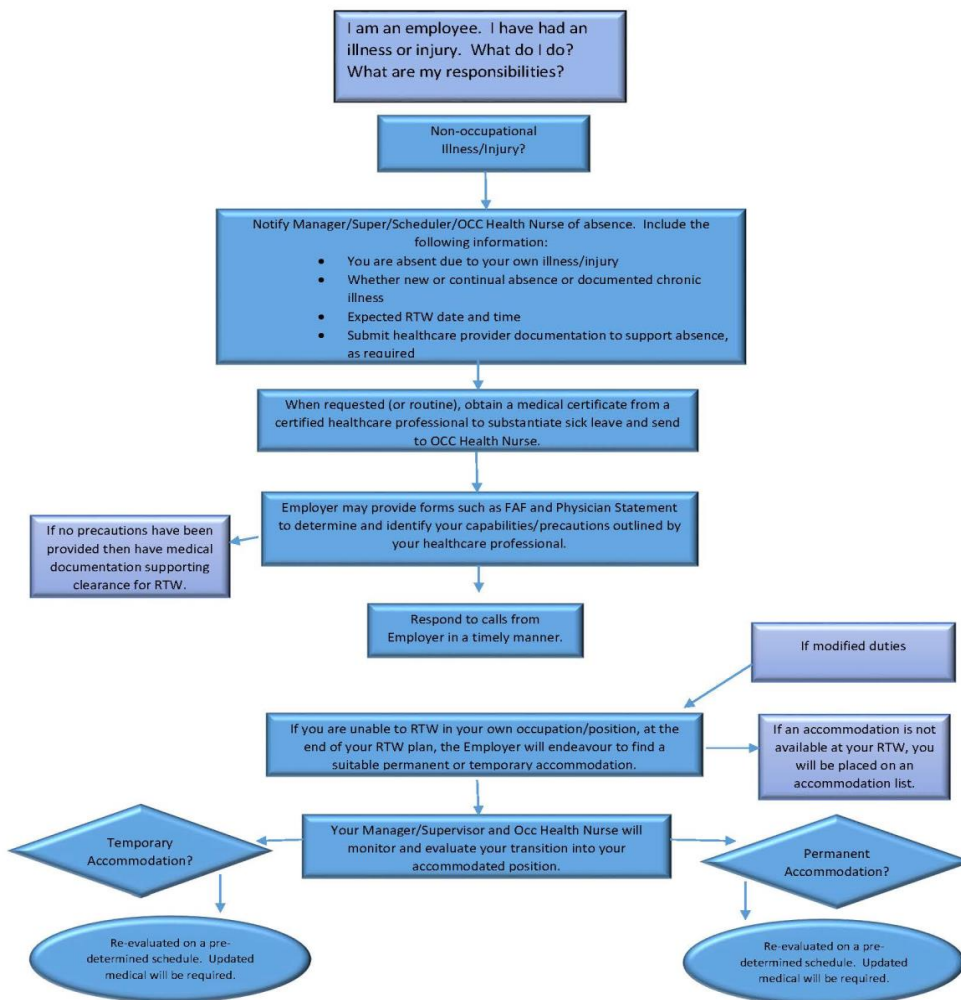 I am an employee.  I have had an
illness or injury.  What do I do?
What are my responsibilities?
Non-occupational
Illness/Injury?
Notify Manager/Super/Scheduler/OCC Health Nurse of absence.  Include the
following information:
• You are absent due to your own illness/injury
• Whether new or continual absence or documented chronic
illness
• Expected RTW date and time
• Submit healthcare provider documentation to support absence,
as required
When requested (or routine), obtain a medical certificate from a
certified healthcare professional to substantiate sick leave and send
to OCC Health Nurse.
Employer may provide forms such as FAF and Physician Statement
to determine and identify your capabilities/precautions outlined by
your healthcare professional.
If no precautions have been
provided then have medical
documentation supporting
clearance for RTW.
Respond to calls from
Employer in a timely manner.
If modified duties
If you are unable to RTW in your own occupation/position, at the
end of your RTW plan, the Employer will endeavour to find a
suitable permanent or temporary accommodation.
If an accommodation is not
available at your RTW, you
will be placed on an
accommodation list.
Your Manager/Supervisor and Occ Health Nurse will
monitor and evaluate your transition into your
accommodated position.
Temporary
Accommodation?
Permanent
Accommodation?
Re-evaluated on a pre-
determined schedule.  Updated
medical will be required.
Re-evaluated on a pre-
determined schedule.  Updated
medical will be required.